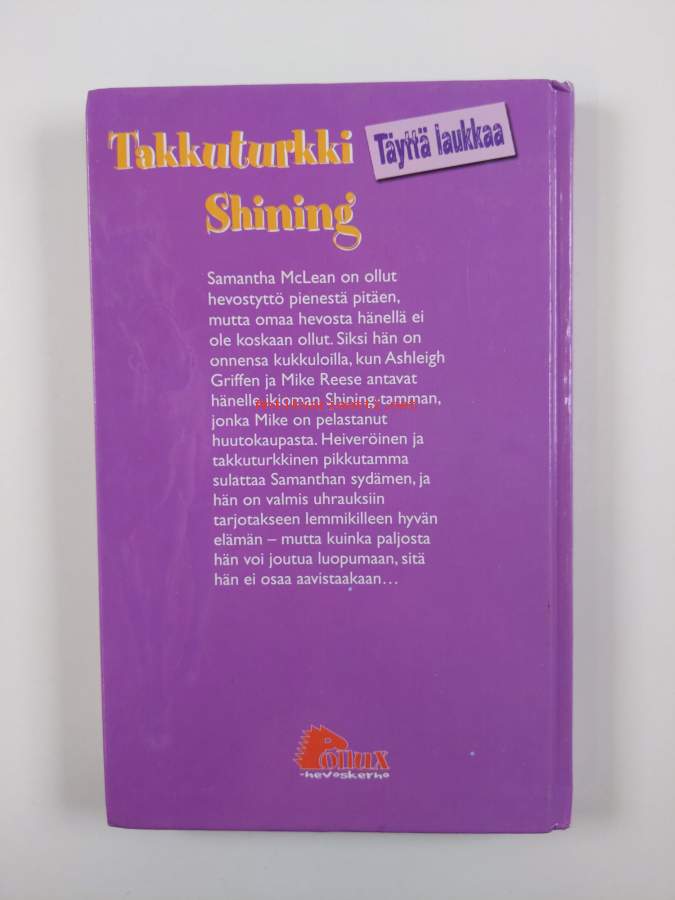 Takkuturkki
Täyttä laukkaa
Shining
Samantha McLean on ollut
hevostyttö pienestä pitäen,
mutta omaa hevosta hänellä ei
ole koskaan ollut. Siksi hän on
onnensa kukkuloilla, kun Ashleigh
Griffen ja Mike Reese antavat
hänelle ikioman Shining-tamman,
jonka Mike on pelastanut
huutokaupasta. Heiveröinen ja
takkuturkkinen pikkutamma
sulattaa Samanthan sydämen, ja
hän on valmis uhrauksiin
tarjotakseen lemmikilleen hyvän
elämän – mutta kuinka paljosta
hän voi joutua luopumaan, sitä
hän ei osaa aavistaakaan...
Pollux
-hevoskerho